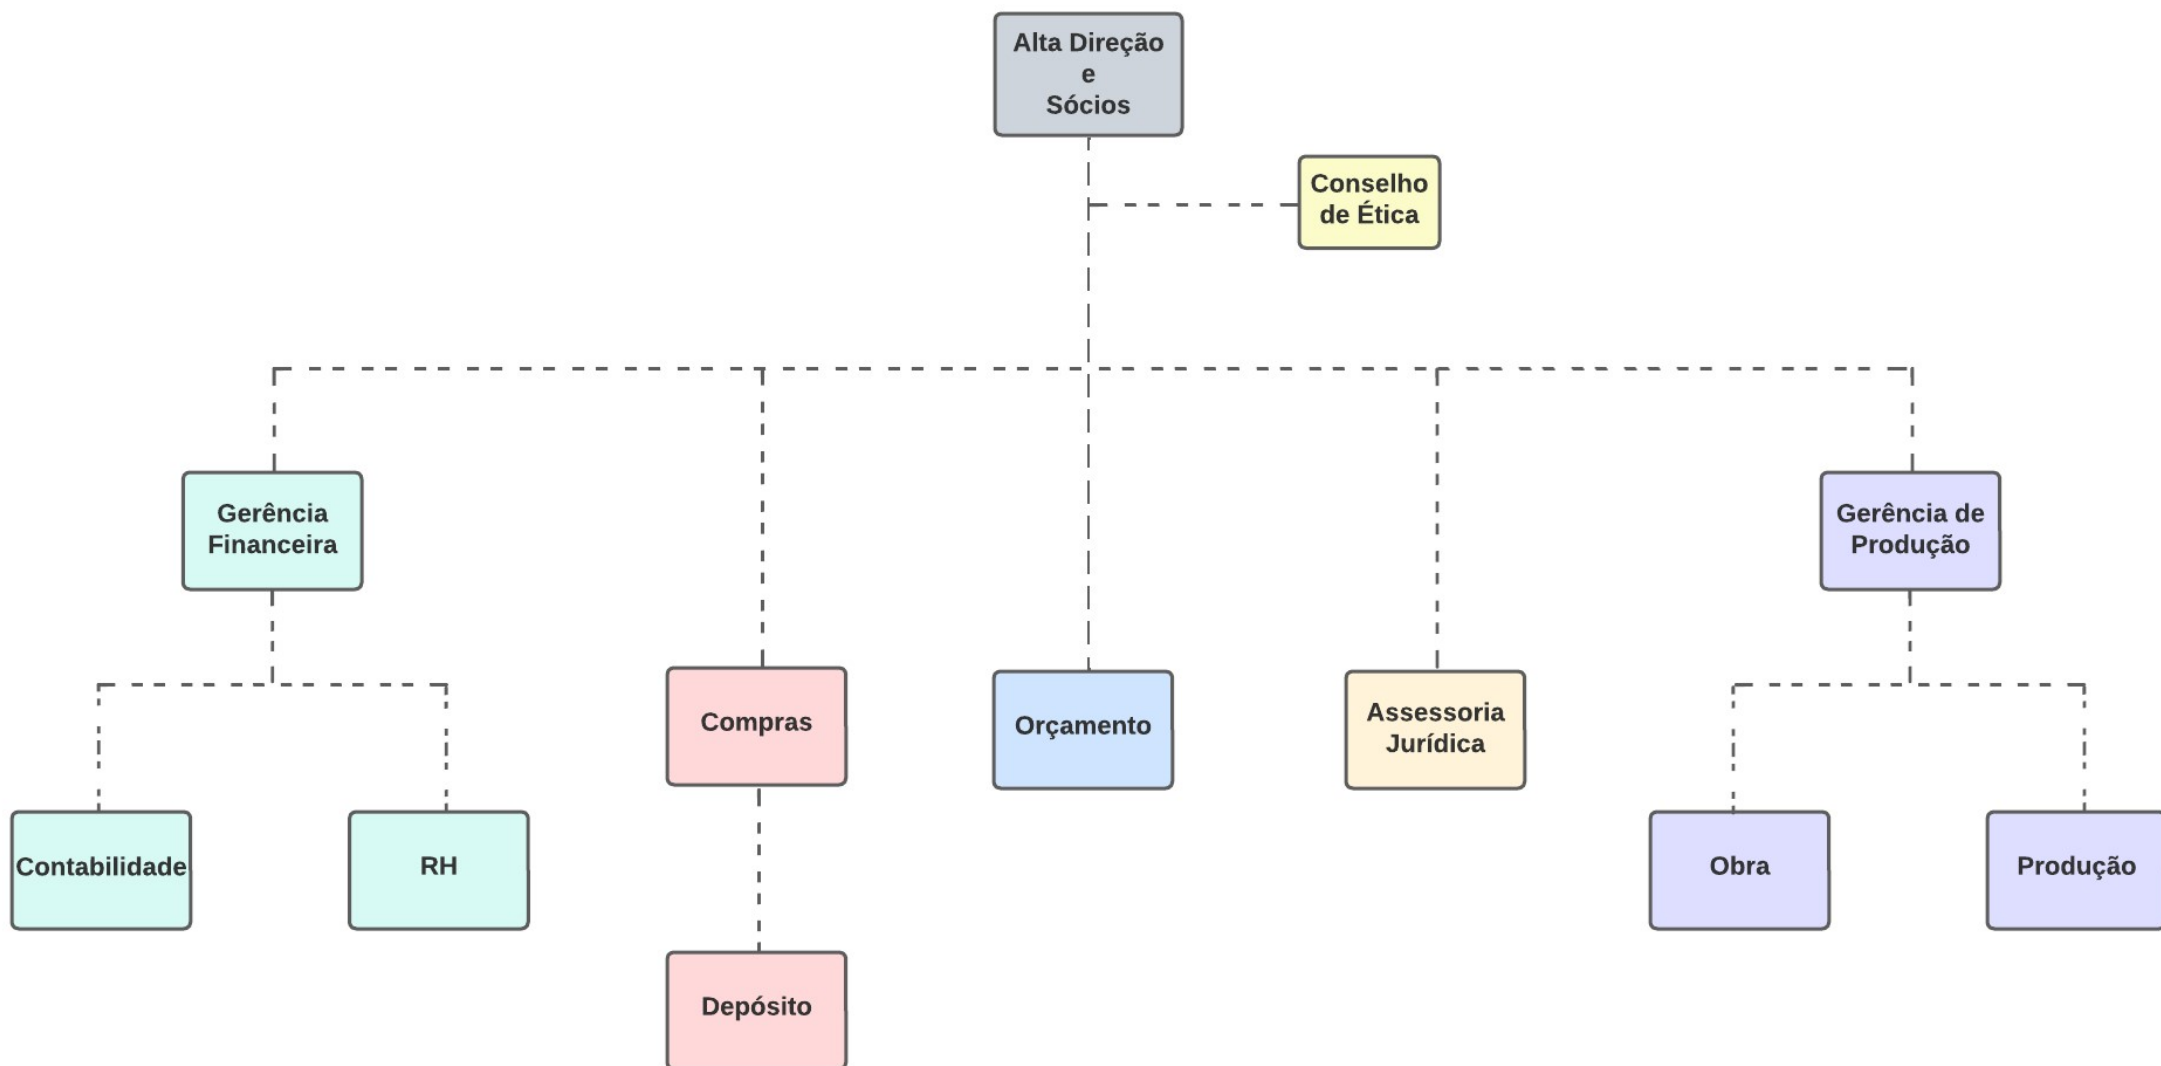 Alta Direção
e
Sócios
Conselho
de Ética
Gerência
Financeira
Gerência de
Produção
Compras
Orçamento
Assessoria
Jurídica
Contabilidade
RH
Obra
Produção
Depósito